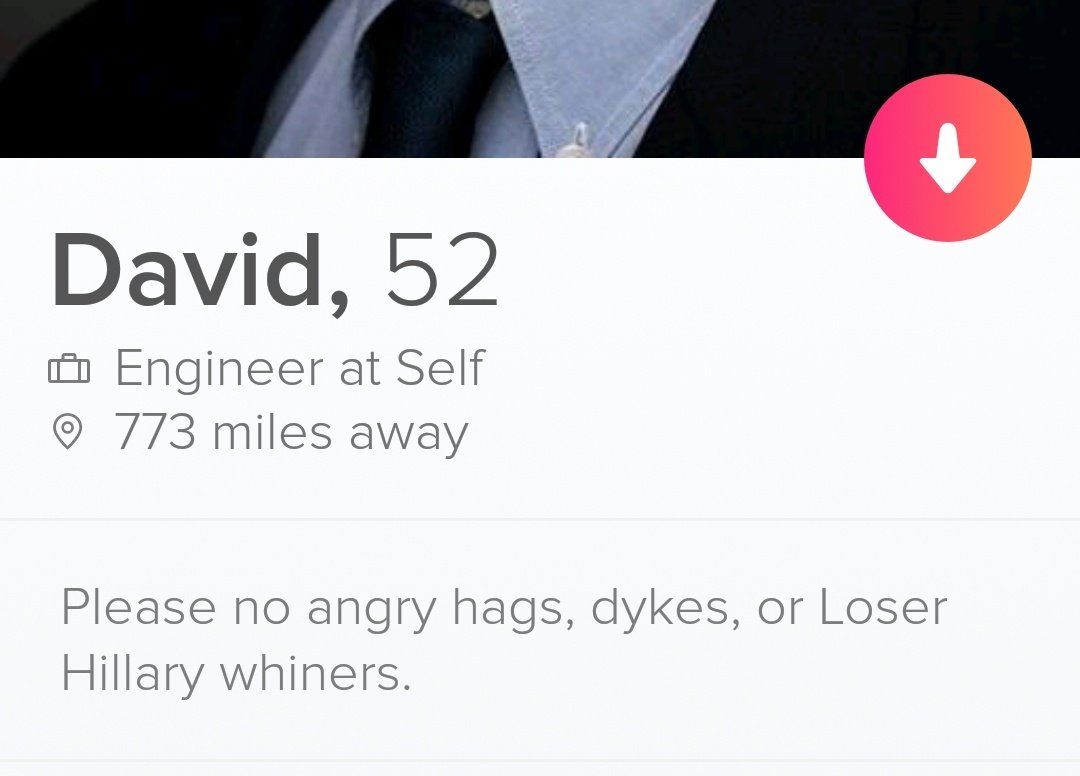 David, 52
Engineer at Self
773 miles away
Please no angry hags, dykes, or Loser
Hillary whiners.